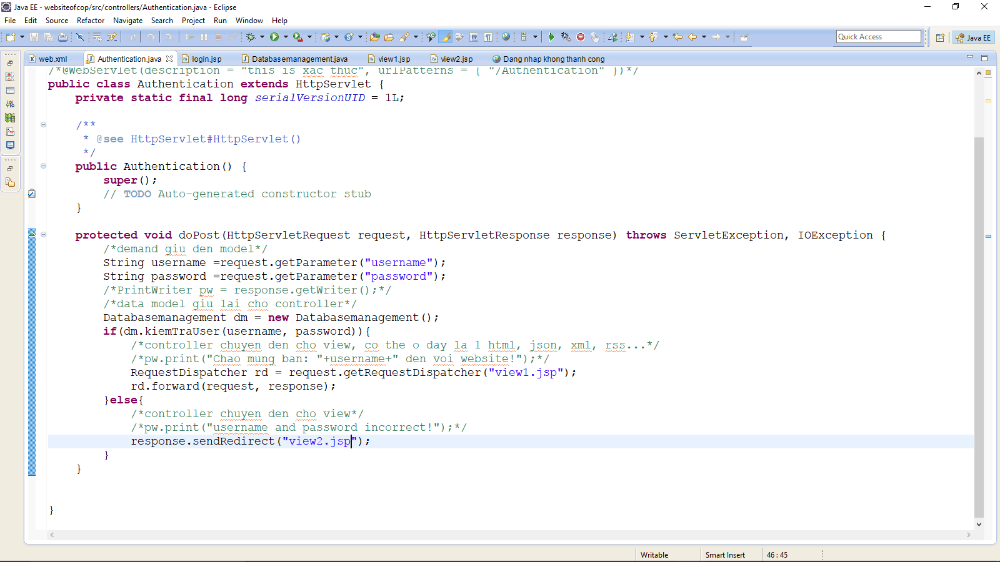 Java EE - websiteofcop/src/controllers/Authentication.java - Eclipse
File Edit Source Refactor Navigate Search Project Run Window Help
Quick Access
Java EE
web.xml Authentication.java login.jsp Databasemanagement.java view1.jsp view2.jsp Dang nhap khong thanh cong
/*@WebServlet(description = "this is xac thuc", urlPatterns = { "/Authentication" })*/
public class Authentication extends HttpServlet {
private static final long serialVersionUID = 1L;
/**
* @see HttpServlet#HttpServlet()
*/
public Authentication() {
super();
// TODO Auto-generated constructor stub
}
protected void doPost(HttpServletRequest request, HttpServletResponse response) throws ServletException, IOException {
/*demand giu den model*/
String username =request.getParameter("username");
String password =request.getParameter("password");
/*PrintWriter pw = response.getWriter();*/
/*data model giu lai cho controller*/
Databasemanagement dm = new Databasemanagement();
if(dm.kiemTraUser(username, password)){
/*controller chuyen den cho view, co the o day la 1 html, json, xml, rss...*/
/*pw.print("Chao mung ban: "+username+" den voi website!");*/
RequestDispatcher rd = request.getRequestDispatcher("view1.jsp");
rd.forward(request, response);
}else{
/*controller chuyen den cho view*/
/*pw.print("username and password incorrect!");*/
response.sendRedirect("view2.jsp");
}
}
}
Writable Smart Insert 46 : 45